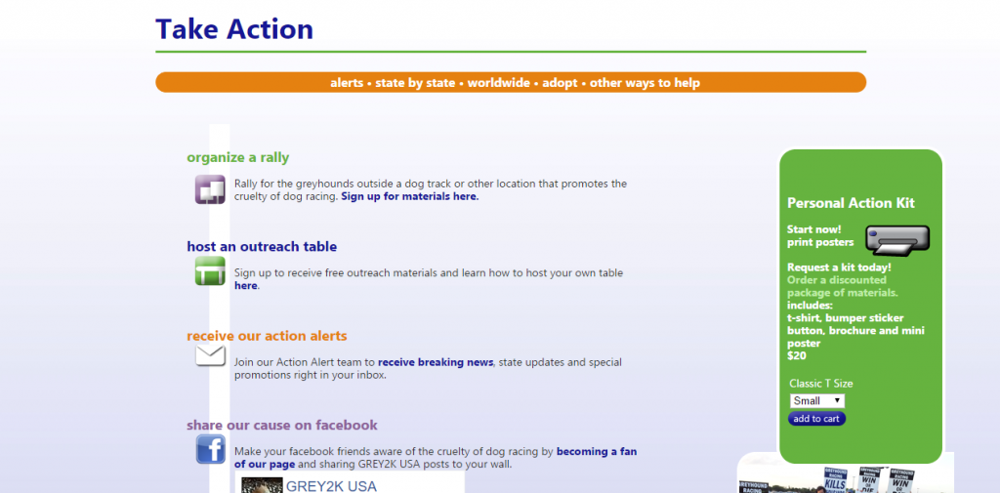 Take Action
alerts • state by state • worldwide • adopt • other ways to help
organize a rally
Rally for the greyhounds outside a dog track or other location that promotes the
cruelty of dog racing. Sign up for materials here.
host an outreach table
Sign up to receive free outreach materials and learn how to host your own table
here.
receive our action alerts
Join our Action Alert team to receive breaking news, state updates and special
promotions right in your inbox.
share our cause on facebook
Make your facebook friends aware of the cruelty of dog racing by becoming a fan
of our page and sharing GREY2K USA posts to your wall.
GREY2K USA
Personal Action Kit
Start now!
print posters
Request a kit today!
Order a discounted
package of materials.
includes:
t-shirt, bumper sticker
button, brochure and mini
poster
$20
Classic T Size
Small
add to cart
GREYHOUND
RACING
GREYHOUND
RACING
KILLS
GREYHOUND
RACING
WIN
GREYHOUND
RACING
WIN